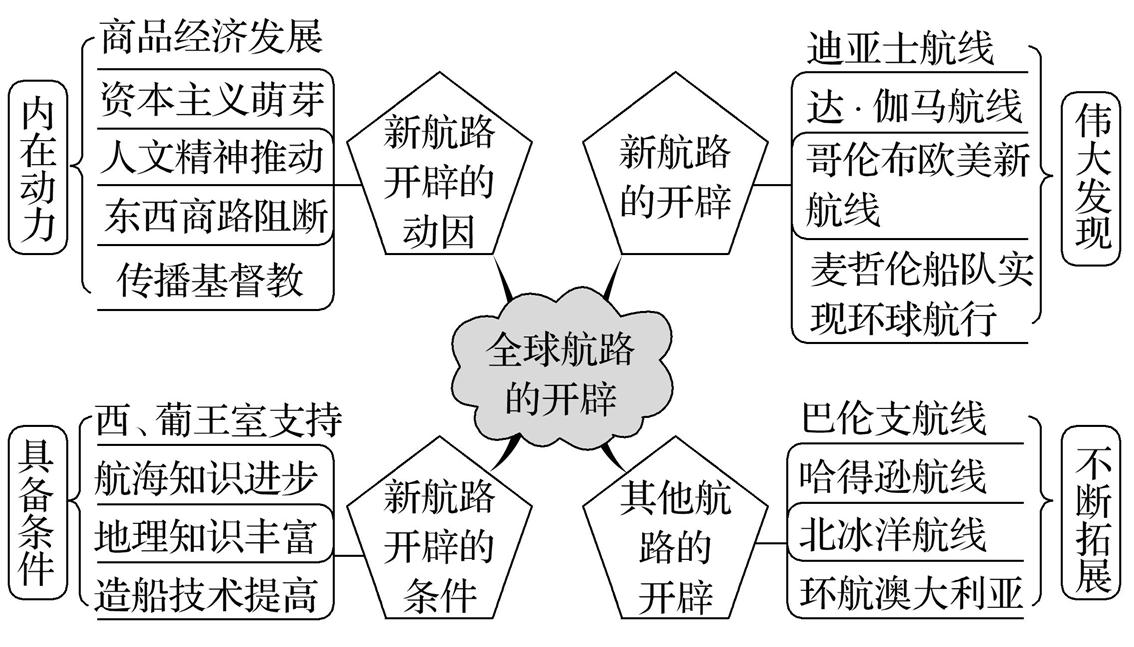 内在动力
商品经济发展
资本主义萌芽
人文精神推动
东西商路阻断
传播基督教
新航路
开辟的
动因
新航路
的开辟
迪亚士航线
达·伽马航线
哥伦布欧美新
航线
麦哲伦船队实
现环球航行
伟大发现
全球航路
的开辟
具备条件
西、葡王室支持
航海知识进步
地理知识丰富
造船技术提高
新航路
开辟的
条件
其他航
路的
开辟
巴伦支航线
哈得逊航线
北冰洋航线
环航澳大利亚
不断拓展